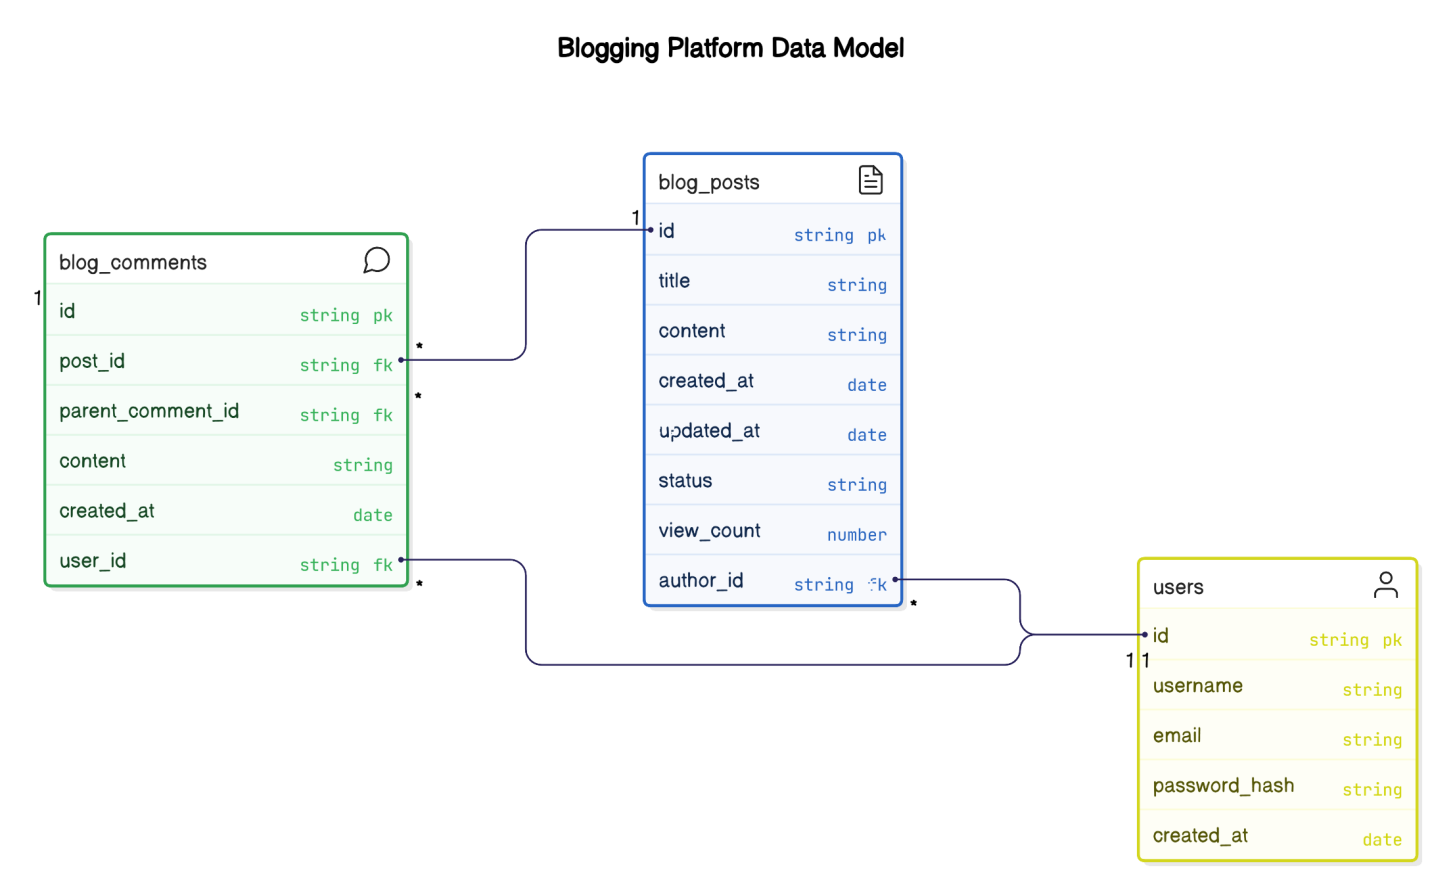 Blogging Platform Data Model
blog_comments
1
id string pk
post_id string fk *
parent_comment_id string fk *
content string
created_at date
user_id string fk *
blog_posts
1
id string pk
title string
content string
created_at date
updated_at date
status string
view_count number
author_id string fk *
users
id string pk
1 1
username string
email string
password_hash string
created_at date